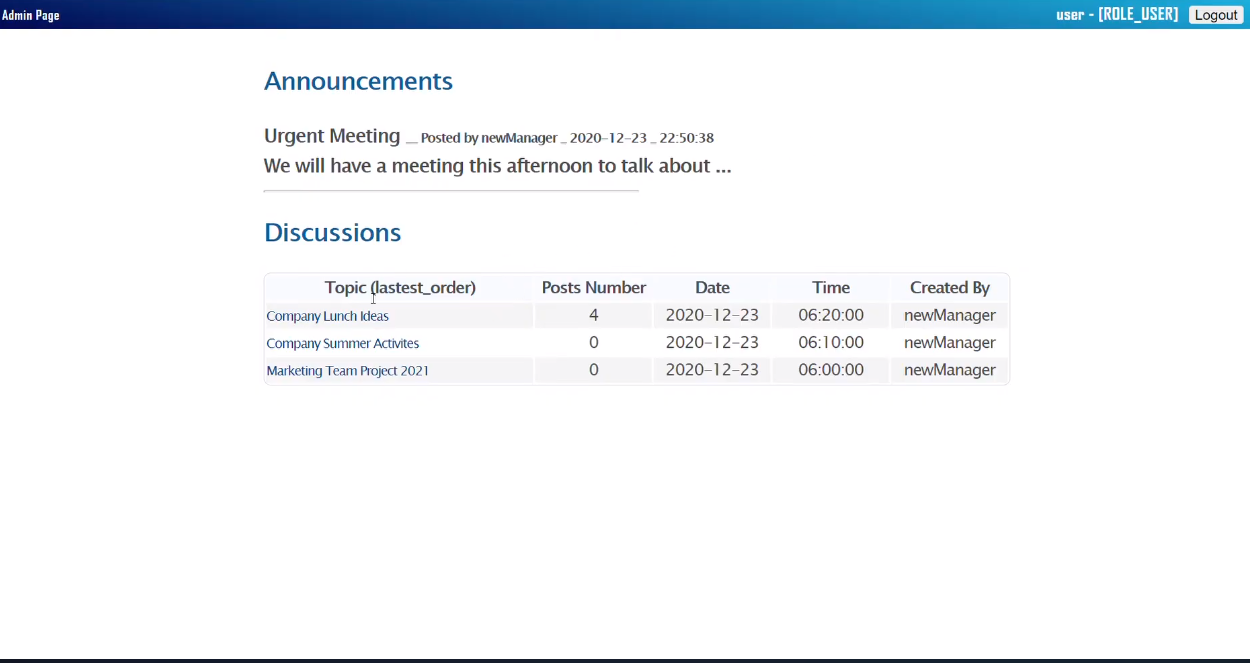 Admin Page user - [ROLE_USER] Logout
Announcements
Urgent Meeting __ Posted by newManager _ 2020-12-23 _ 22:50:38
We will have a meeting this afternoon to talk about ...
Discussions
Topic (lastest_order) Posts Number Date Time Created By
Company Lunch Ideas 4 2020-12-23 06:20:00 newManager
Company Summer Activites 0 2020-12-23 06:10:00 newManager
Marketing Team Project 2021 0 2020-12-23 06:00:00 newManager